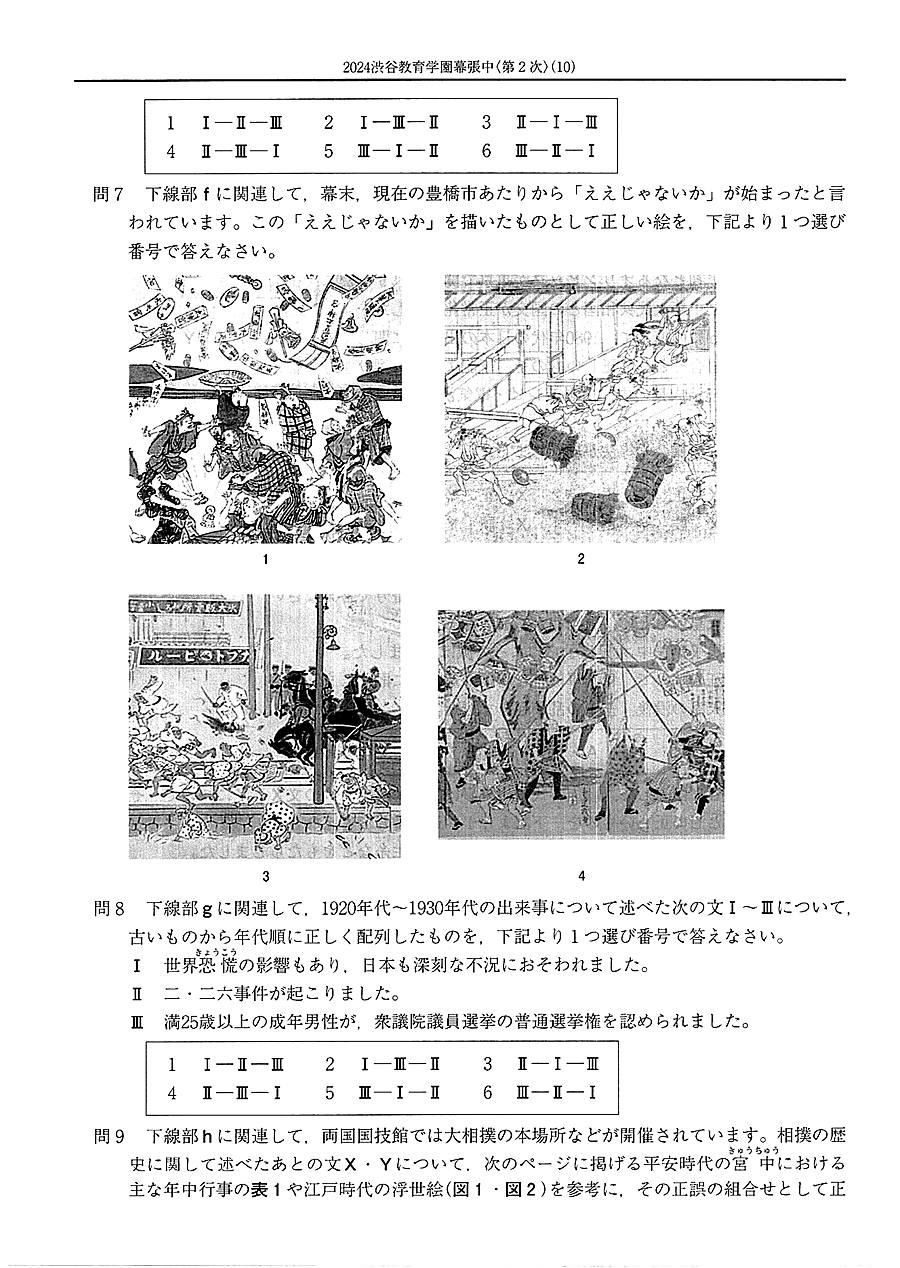 2024渋谷教育学園幕張中〈第2次〉(10)
1 Ⅰ—Ⅱ—Ⅲ 2 Ⅰ—Ⅲ—Ⅱ 3 Ⅱ—Ⅰ—Ⅲ
4 Ⅱ—Ⅲ—Ⅰ 5 Ⅲ—Ⅰ—Ⅱ 6 Ⅲ—Ⅱ—Ⅰ
問7 下線部fに関連して，幕末，現在の豊橋市あたりから「ええじゃないか」が始まったと言
われています。この「ええじゃないか」を描いたものとして正しい絵を，下記より1つ選び
番号で答えなさい。
1
2
3
4
問8 下線部gに関連して，1920年代～1930年代の出来事について述べた次の文Ⅰ～Ⅲについて，
古いものから年代順に正しく配列したものを，下記より1つ選び番号で答えなさい。
きょうこう
Ⅰ 世界恐慌の影響もあり，日本も深刻な不況におそわれました。
Ⅱ 二・二六事件が起こりました。
Ⅲ 満25歳以上の成年男性が，衆議院議員選挙の普通選挙権を認められました。
1 Ⅰ—Ⅱ—Ⅲ 2 Ⅰ—Ⅲ—Ⅱ 3 Ⅱ—Ⅰ—Ⅲ
4 Ⅱ—Ⅲ—Ⅰ 5 Ⅲ—Ⅰ—Ⅱ 6 Ⅲ—Ⅱ—Ⅰ
問9 下線部hに関連して，両国国技館では大相撲の本場所などが開催されています。相撲の歴
きゅうちゅう
史に関して述べたあとの文X・Yについて，次のページに掲げる平安時代の宮中における
主な年中行事の表1や江戸時代の浮世絵(図1・図2)を参考に，その正誤の組合せとして正